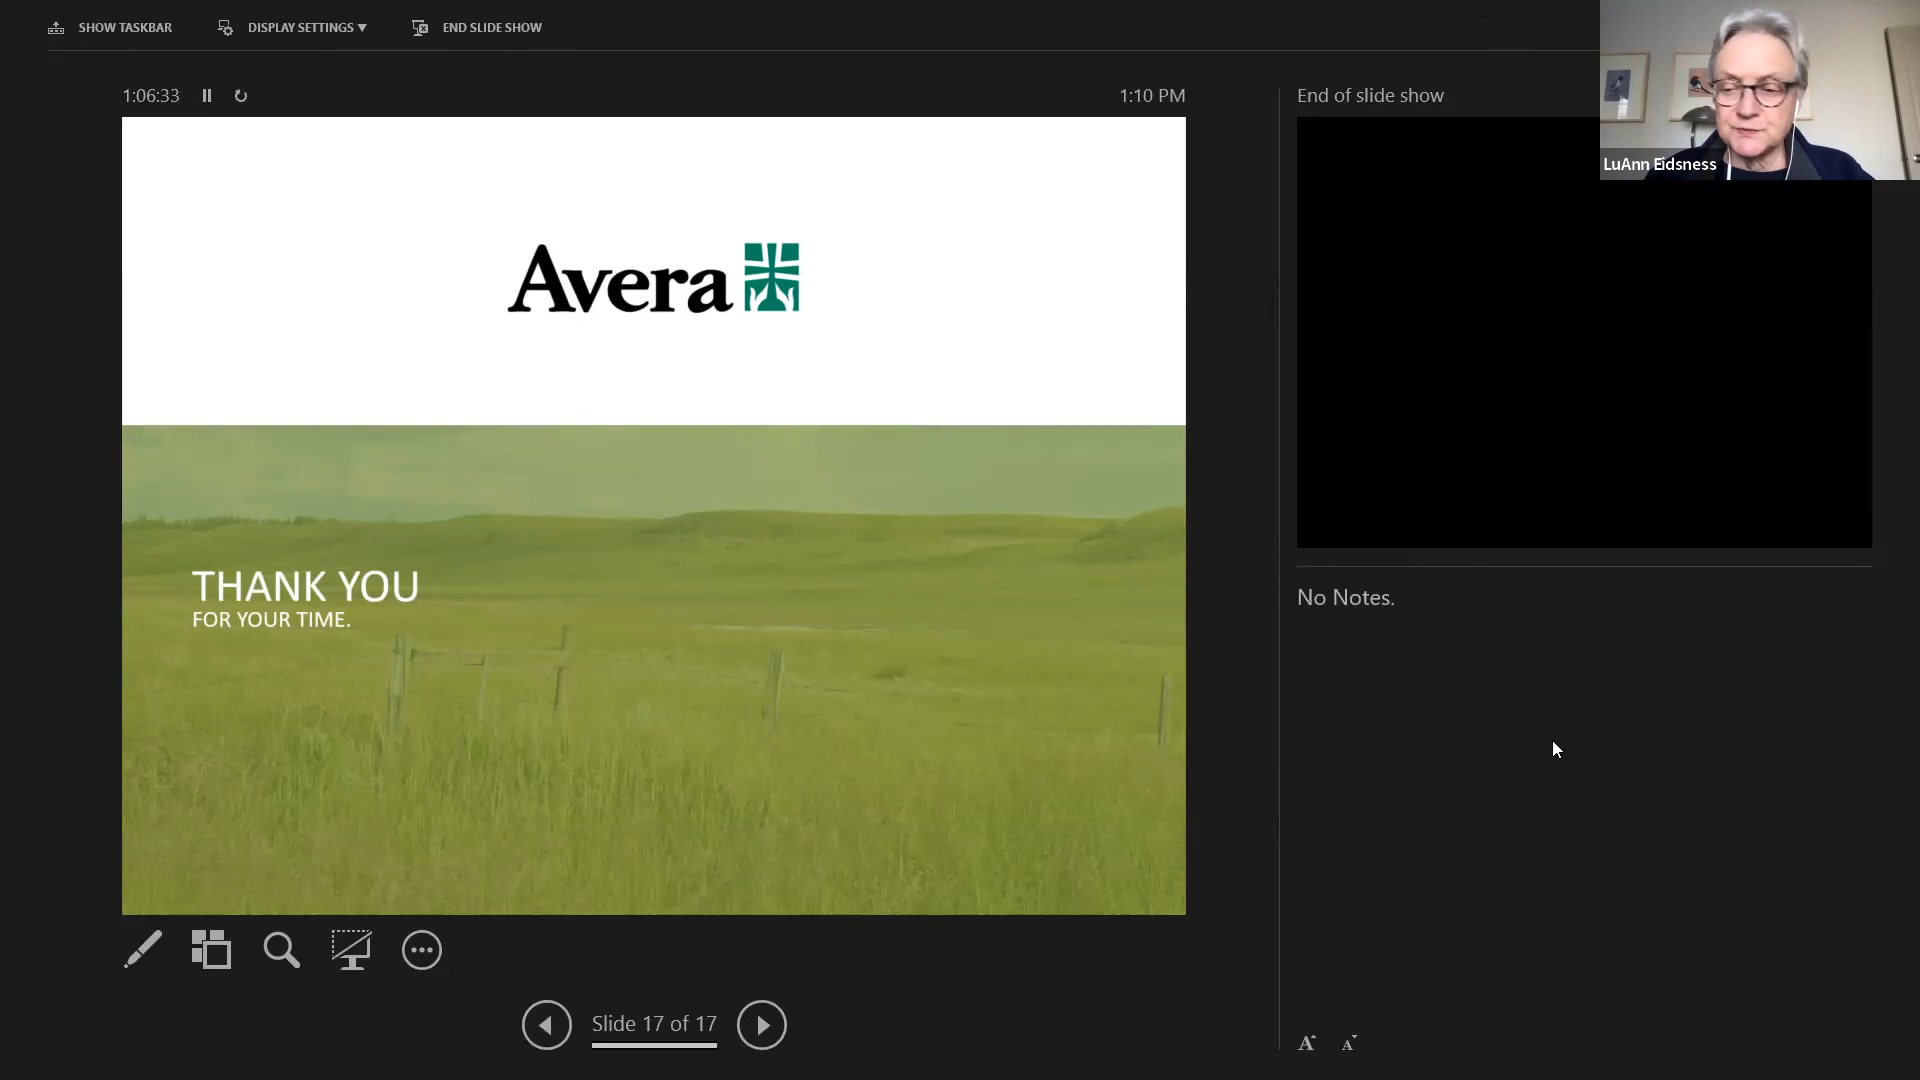 SHOW TASKBAR
DISPLAY SETTINGS
END SLIDE SHOW
1:06:33
1:10 PM
End of slide show
LuAnn Eidsness
Avera
THANK YOU
FOR YOUR TIME.
No Notes.
Slide 17 of 17
A
A